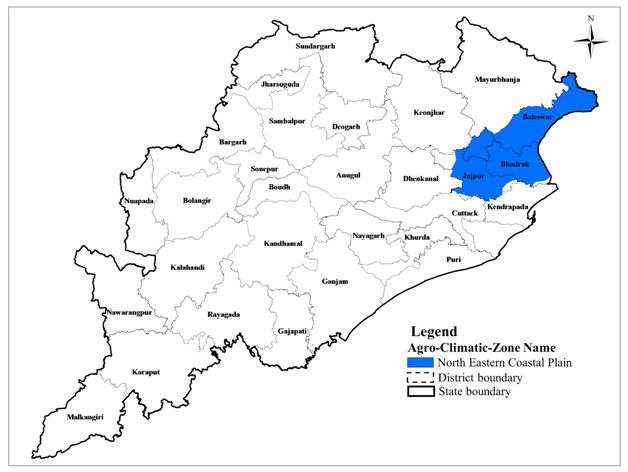 N
Sundargarh
Mayurbhanja
Jharsuguda
Keonjhar
Sambalpur
Deogarh
Baleswar
Bargarh
Bhadrak
Sonepur
Anugul
Dhenkanal
Jajpur
Boudh
Nuapada
Bolangir
Kendrapada
Cuttack
Nayagarh
Khurda
Kandhamal
Puri
Kalahandi
Ganjam
Nawarangpur
Rayagada
Gajapati
Koraput
Malkangiri
Legend
Agro-Climatic-Zone Name
North Eastern Coastal Plain
District boundary
State boundary